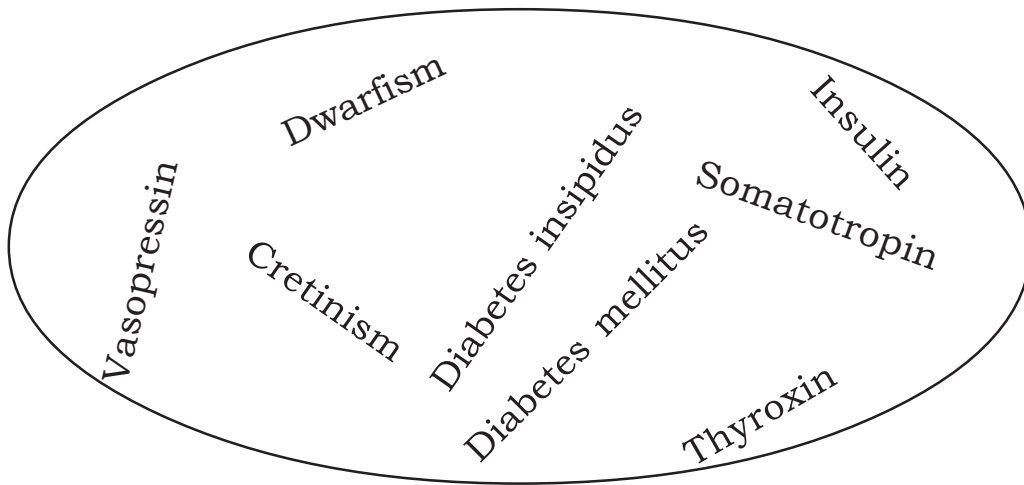 Dwarfism
Insulin
Vasopressin
Diabetes insipidus
Somatotropin
Cretinism
Diabetes mellitus
Thyroxin